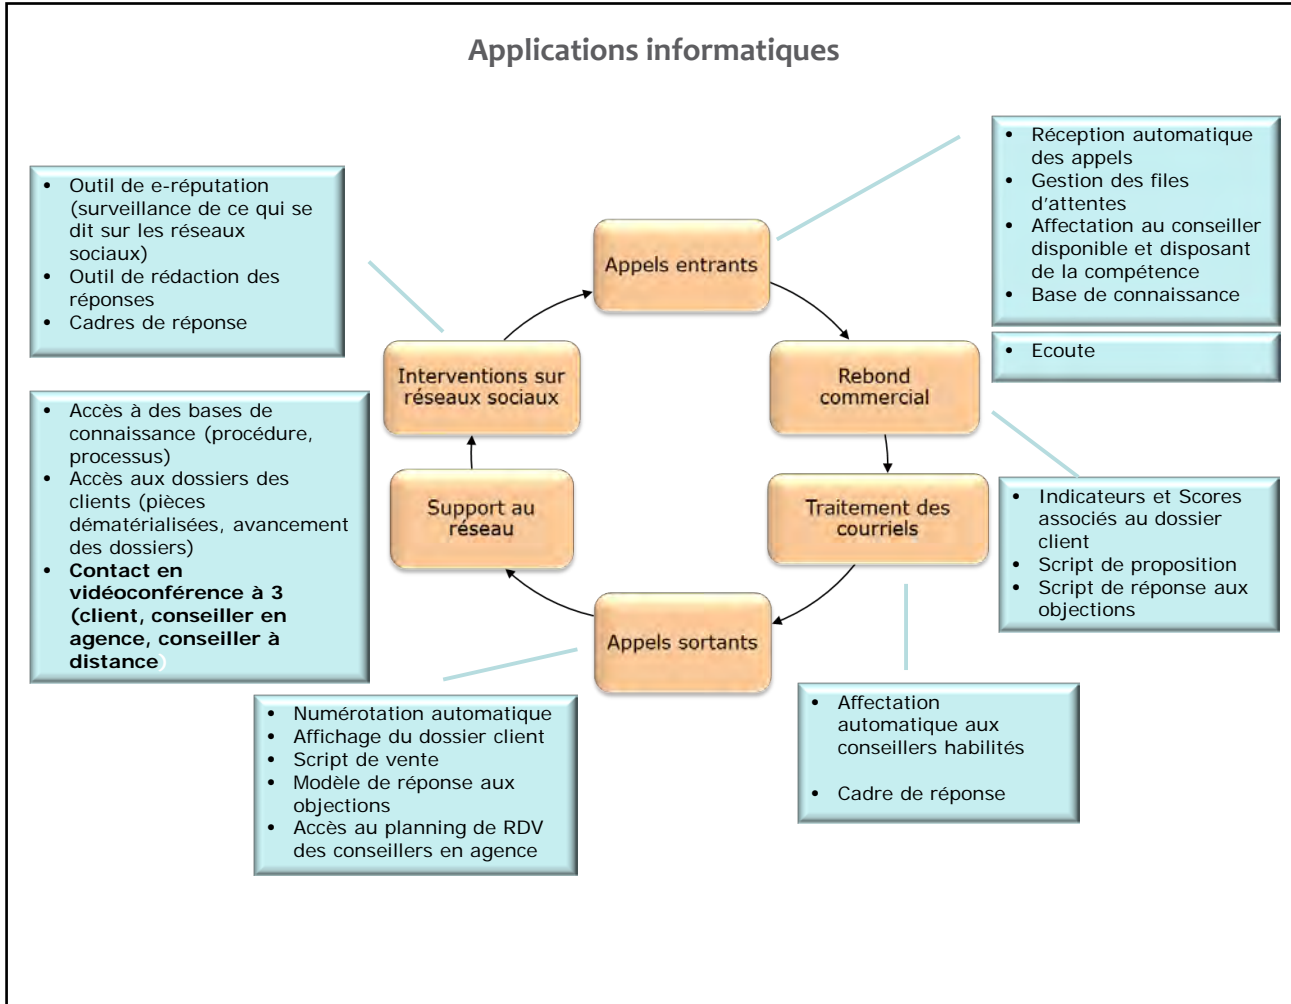 Applications informatiques
• Outil de e-réputation
(surveillance de ce qui se
dit sur les réseaux
sociaux)
• Outil de rédaction des
réponses
• Cadres de réponse
• Réception automatique
des appels
• Gestion des files
d'attentes
• Affectation au conseiller
disponible et disposant
de la compétence
• Base de connaissance
• Ecoute
Appels entrants
Rebond
commercial
Traitement des
courriels
Appels sortants
Support au
réseau
Interventions sur
réseaux sociaux
• Accès à des bases de
connaissance (procédure,
processus)
• Accès aux dossiers des
clients (pièces
dématérialisées, avancement
des dossiers)
• Contact en
vidéoconférence à 3
(client, conseiller en
agence, conseiller à
distance)
• Indicateurs et Scores
associés au dossier
client
• Script de proposition
• Script de réponse aux
objections
• Numérotation automatique
• Affichage du dossier client
• Script de vente
• Modèle de réponse aux
objections
• Accès au planning de RDV
des conseillers en agence
• Affectation
automatique aux
conseillers habilités
• Cadre de réponse